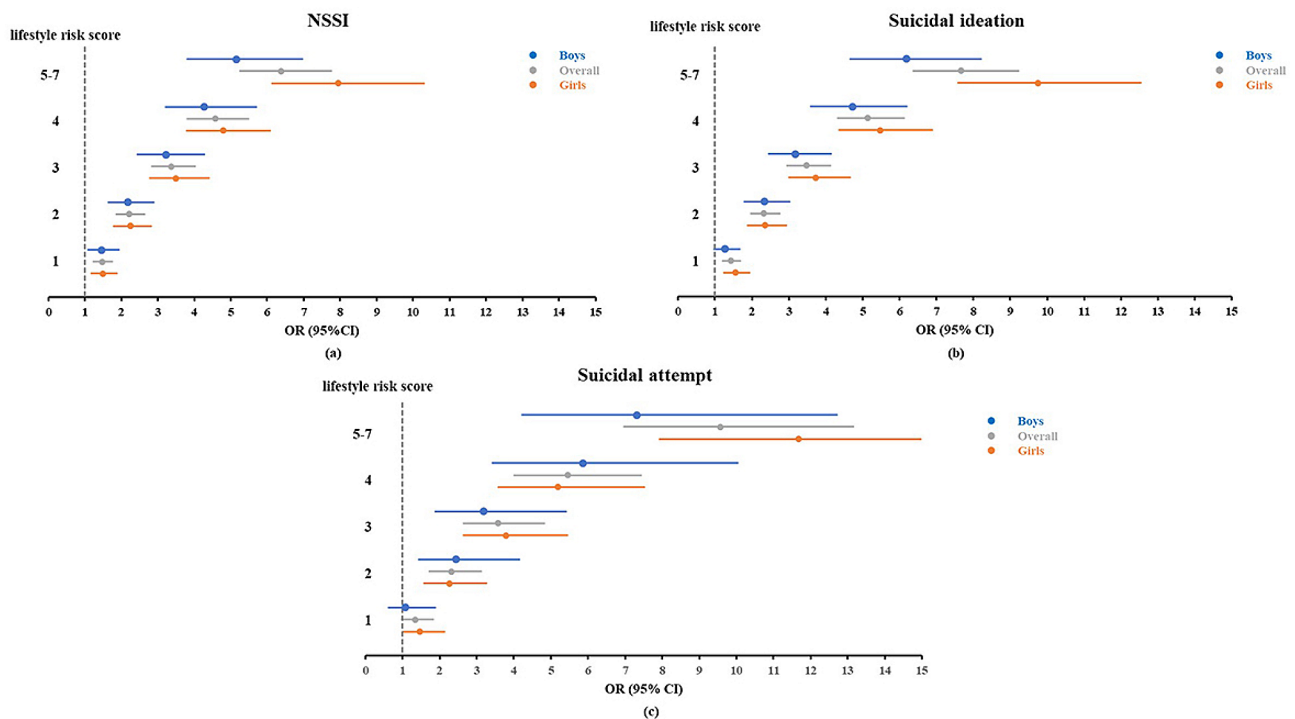 NSSI
lifestyle risk score
Boys
Overall
Girls
5-7
4
3
2
1
0 1 2 3 4 5 6 7 8 9 10 11 12 13 14 15
OR (95%CI)
(a)
Suicidal ideation
lifestyle risk score
Boys
Overall
Girls
5-7
4
3
2
1
0 1 2 3 4 5 6 7 8 9 10 11 12 13 14 15
OR (95% CI)
(b)
Suicidal attempt
lifestyle risk score
Boys
Overall
Girls
5-7
4
3
2
1
0 1 2 3 4 5 6 7 8 9 10 11 12 13 14 15
OR (95% CI)
(c)